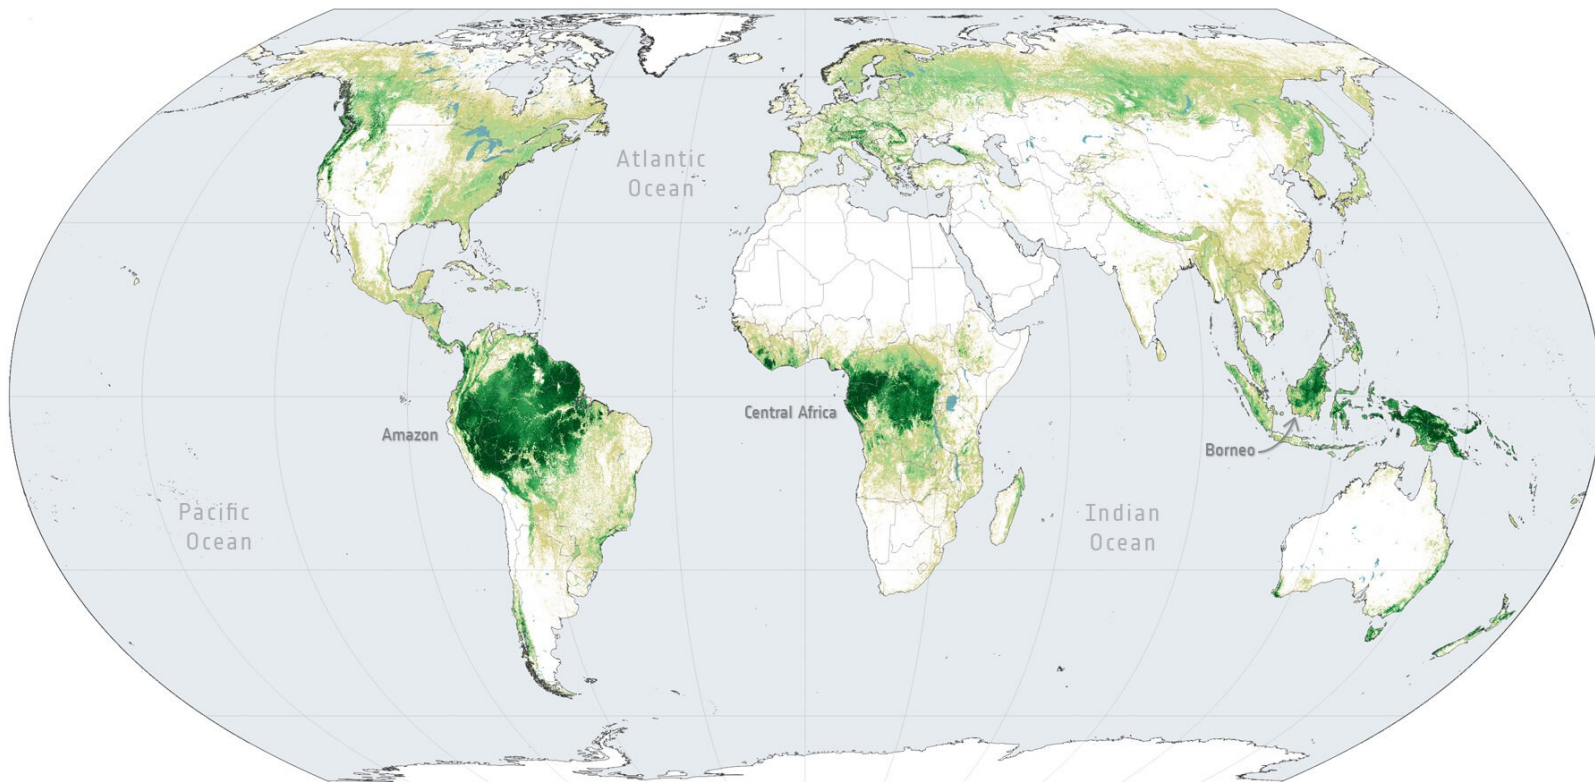 Atlantic
Ocean
Central Africa
Amazon
Borneo
Pacific
Ocean
Indian
Ocean